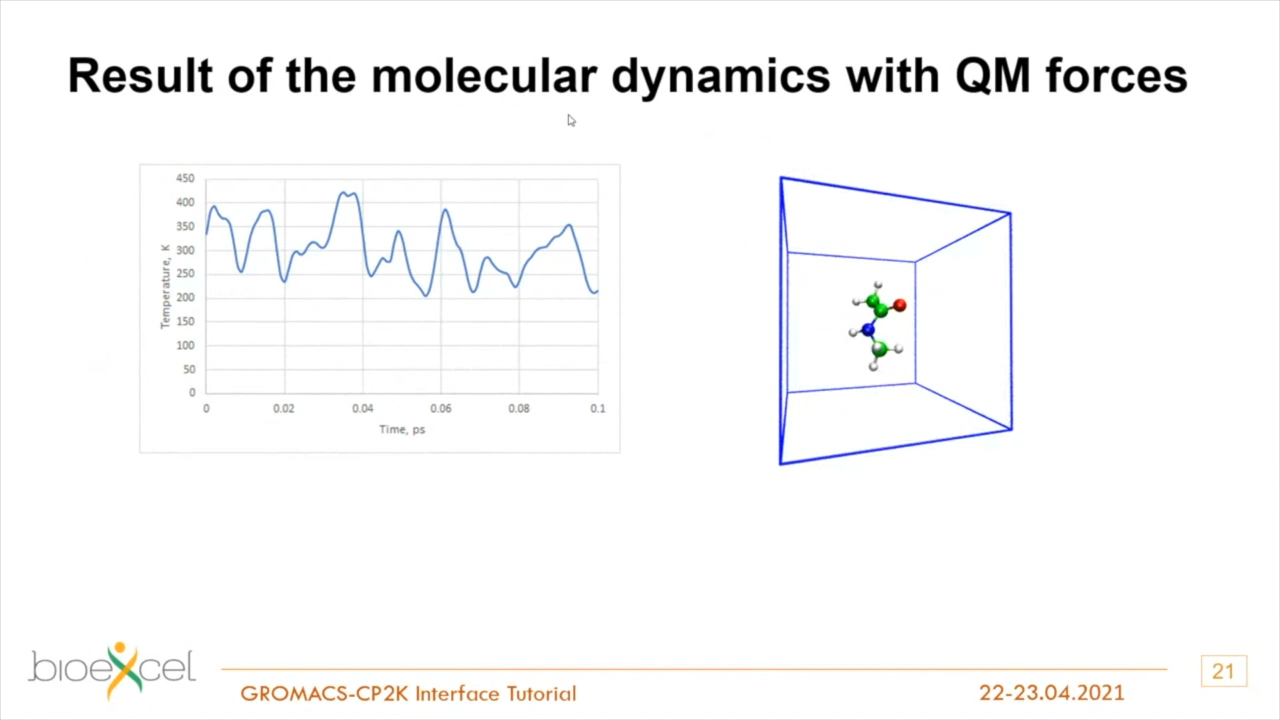 Result of the molecular dynamics with QM forces
450
400
350
300
250
200
150
100
50
0
Temperature, K
0 0.02 0.04 0.06 0.08 0.1
Time, ps
bioexcel
GROMACS-CP2K Interface Tutorial
22-23.04.2021
21